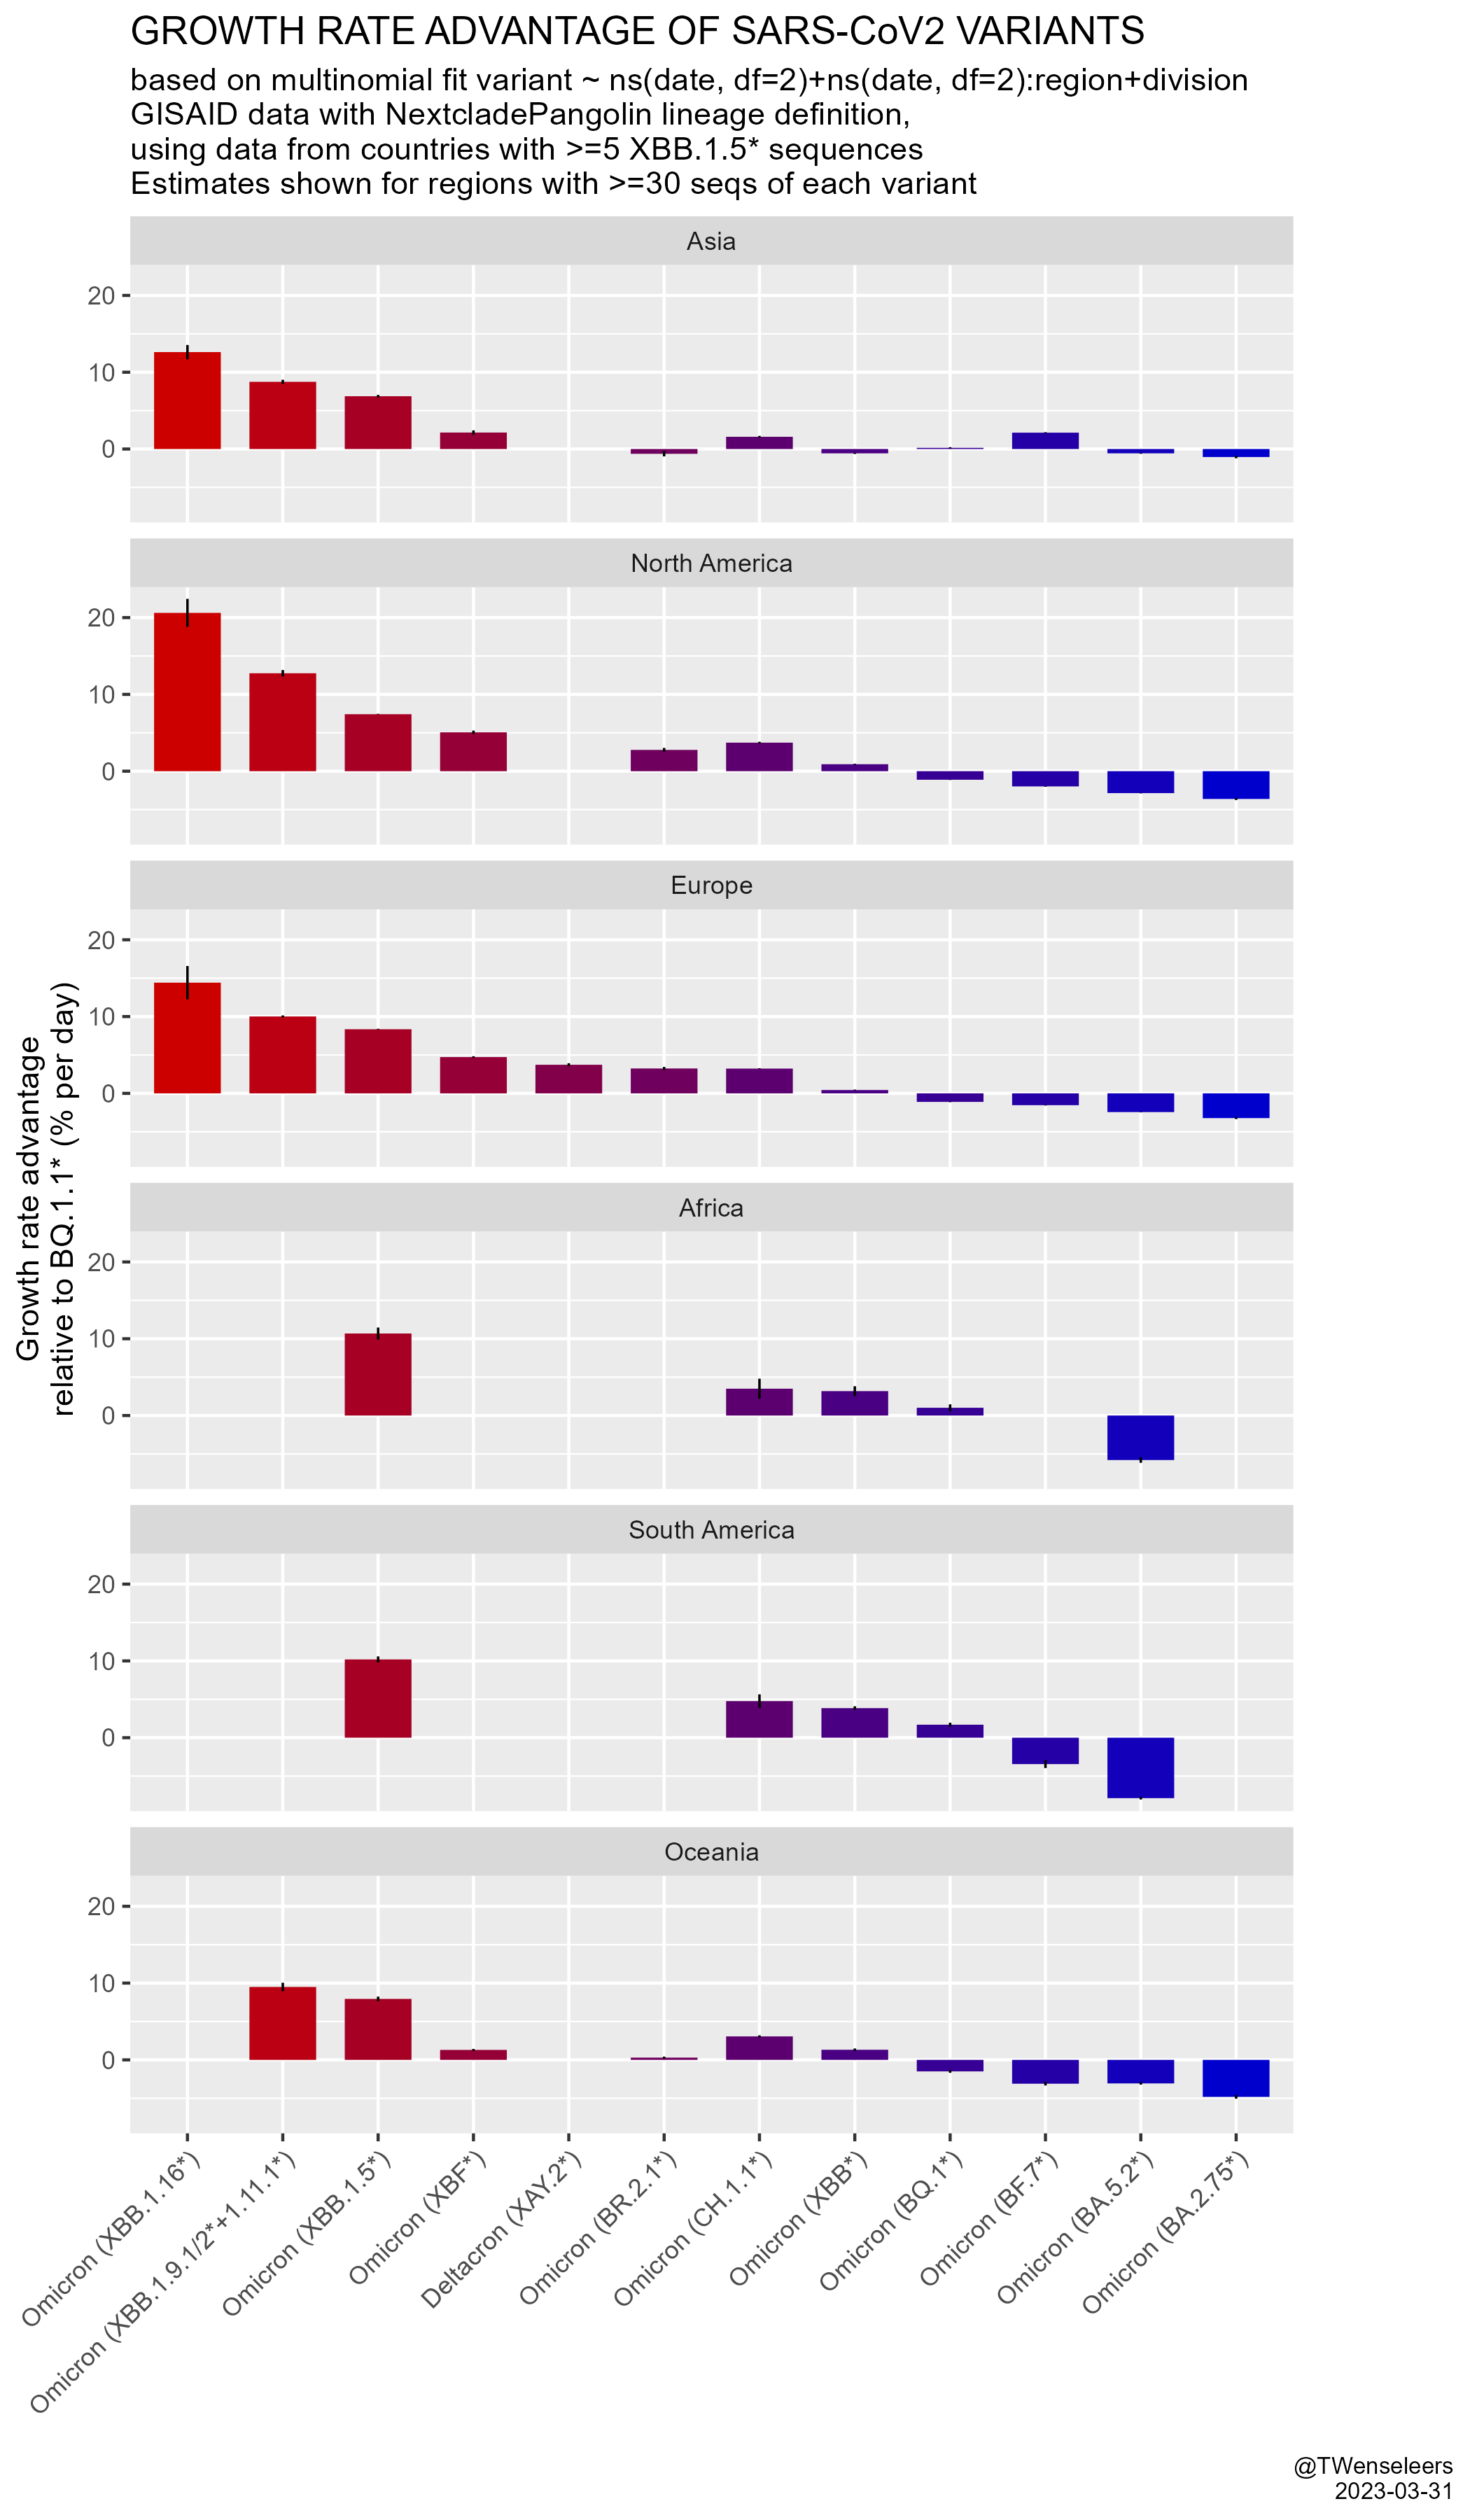 GROWTH RATE ADVANTAGE OF SARS-CoV2 VARIANTS
based on multinomial fit variant ~ ns(date, df=2)+ns(date, df=2):region+division
GISAID data with NextcladePangolin lineage definition,
using data from countries with >=5 XBB.1.5* sequences
Estimates shown for regions with >=30 seqs of each variant
Growth rate advantage
relative to BQ.1.1* (% per day)
Asia
20
10
0
North America
20
10
0
Europe
20
10
0
Africa
20
10
0
South America
20
10
0
Oceania
20
10
0
Omicron (XBB.1.16*)
Omicron (XBB.1.9.1/2*+1.11.1*)
Omicron (XBB.1.5*)
Omicron (XBF*)
Deltacron (XAY.2*)
Omicron (BR.2.1*)
Omicron (CH.1.1*)
Omicron (XBB*)
Omicron (BQ.1*)
Omicron (BF.7*)
Omicron (BA.5.2*)
Omicron (BA.2.75*)
@TWenseleers
2023-03-31